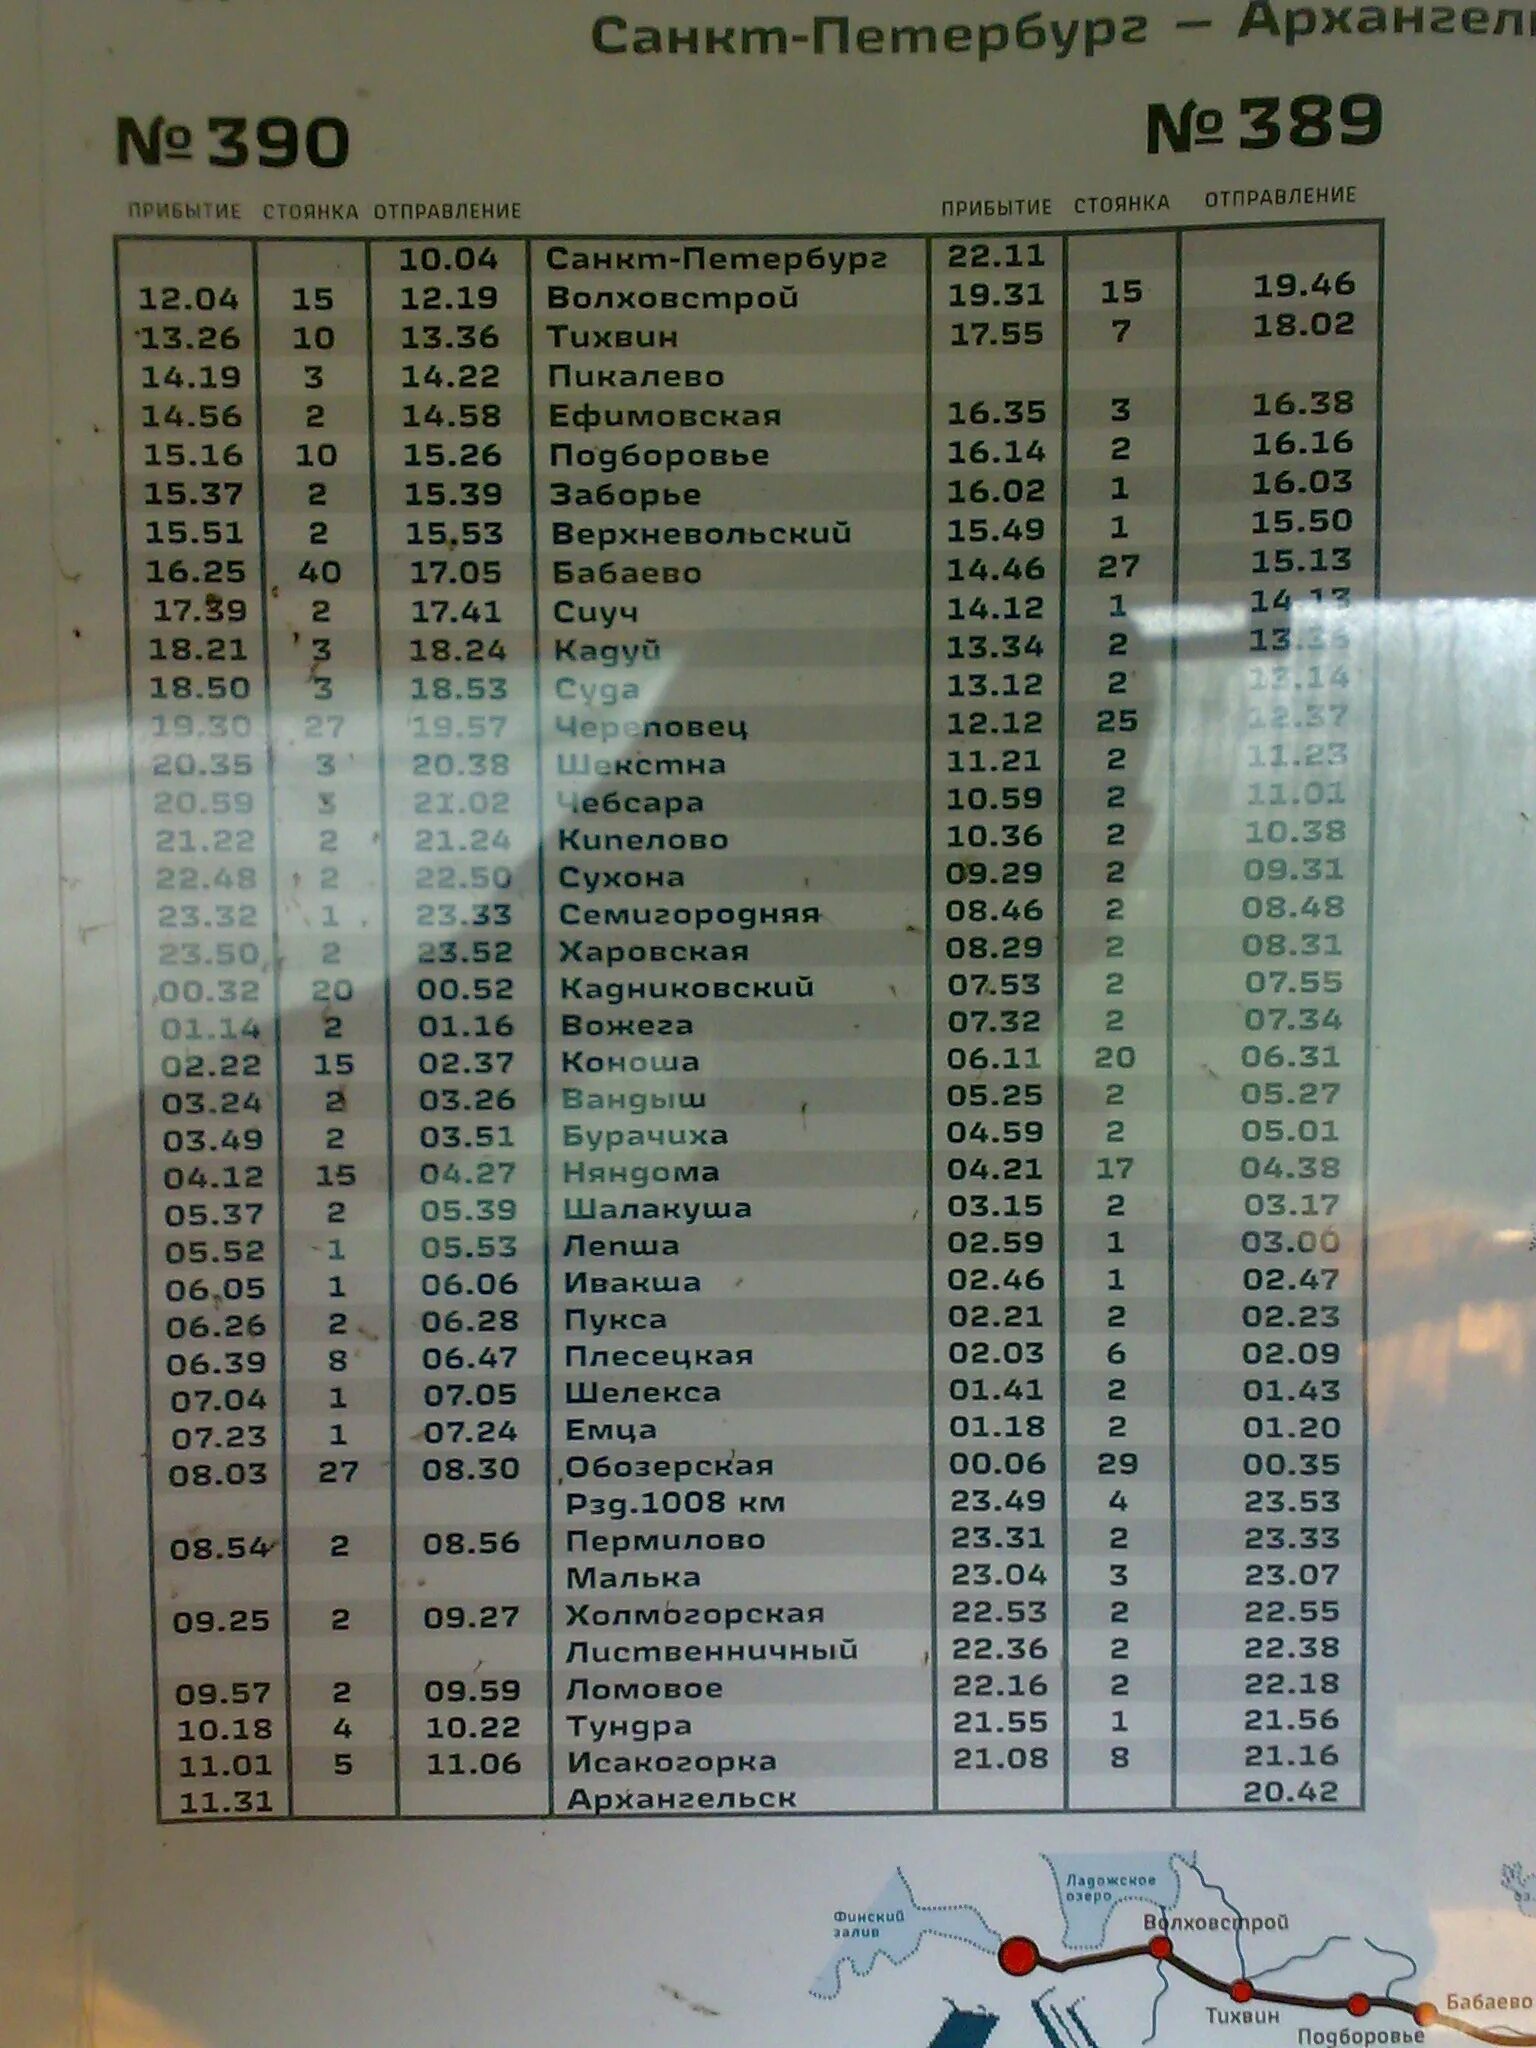 Санкт-Петербург – Архангель
№390 №389
ПРИБЫТИЕ СТОЯНКА ОТПРАВЛЕНИЕ ПРИБЫТИЕ СТОЯНКА ОТПРАВЛЕНИЕ
10.04 Санкт-Петербург 22.11
12.04 15 12.19 Волховстрой 19.31 15 19.46
13.26 10 13.36 Тихвин 17.55 7 18.02
14.19 3 14.22 Пикалево
14.56 2 14.58 Ефимовская 16.35 3 16.38
15.16 10 15.26 Подборовье 16.14 2 16.16
15.37 2 15.39 Заборье 16.02 1 16.03
15.51 2 15.53 Верхневольский 15.49 1 15.50
16.25 40 17.05 Бабаево 14.46 27 15.13
17.39 2 17.41 Сиуч 14.12 1 14.13
18.21 3 18.24 Кадуй 13.34 2 13.36
18.50 3 18.53 Суда 13.12 2 13.14
19.30 27 19.57 Череповец 12.12 25 12.37
20.35 3 20.38 Шекстна 11.21 2 11.23
20.59 3 21.02 Чебсара 10.59 2 11.01
21.22 2 21.24 Кипелово 10.36 2 10.38
22.48 2 22.50 Сухона 09.29 2 09.31
23.32 1 23.33 Семигородняя 08.46 2 08.48
23.50 2 23.52 Харовская 08.29 2 08.31
00.32 20 00.52 Кадниковский 07.53 2 07.55
01.14 2 01.16 Вожега 07.32 2 07.34
02.22 15 02.37 Коноша 06.11 20 06.31
03.24 2 03.26 Вандыш 05.25 2 05.27
03.49 2 03.51 Бурачиха 04.59 2 05.01
04.12 15 04.27 Няндома 04.21 17 04.38
05.37 2 05.39 Шалакуша 03.15 2 03.17
05.52 1 05.53 Лепша 02.59 1 03.00
06.05 1 06.06 Ивакша 02.46 1 02.47
06.26 2 06.28 Пукса 02.21 2 02.23
06.39 8 06.47 Плесецкая 02.03 6 02.09
07.04 1 07.05 Шелекса 01.41 2 01.43
07.23 1 07.24 Емца 01.18 2 01.20
08.03 27 08.30 Обозерская 00.06 29 00.35
Рзд.1008 км 23.49 4 23.53
08.54 2 08.56 Пермилово 23.31 2 23.33
Малька 23.04 3 23.07
09.25 2 09.27 Холмогорская 22.53 2 22.55
Лиственничный 22.36 2 22.38
09.57 2 09.59 Ломовое 22.16 2 22.18
10.18 4 10.22 Тундра 21.55 1 21.56
11.01 5 11.06 Исакогорка 21.08 8 21.16
11.31 Архангельск 20.42
Ладожское
озеро
Финский
залив
Волховстрой
Тихвин
Бабаево
Подборовье